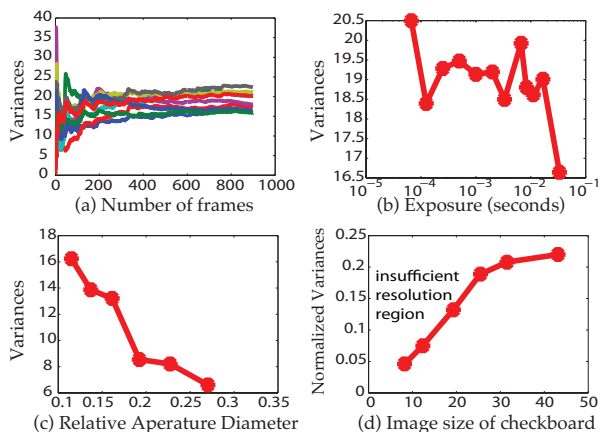 40
35
30
25
20
15
10
5
0
Variances
0 200 400 600 800 1000
(a) Number of frames
20.5
20
19.5
19
18.5
18
17.5
17
16.5
Variances
10⁻⁵ 10⁻⁴ 10⁻³ 10⁻² 10⁻¹
(b) Exposure (seconds)
18
16
14
12
10
8
6
Variances
0.1 0.15 0.2 0.25 0.3 0.35
(c) Relative Aperature Diameter
0.25
0.2
0.15
0.1
0.05
0
Normalized Variances
insufficient
resolution
region
0 10 20 30 40 50
(d) Image size of checkboard